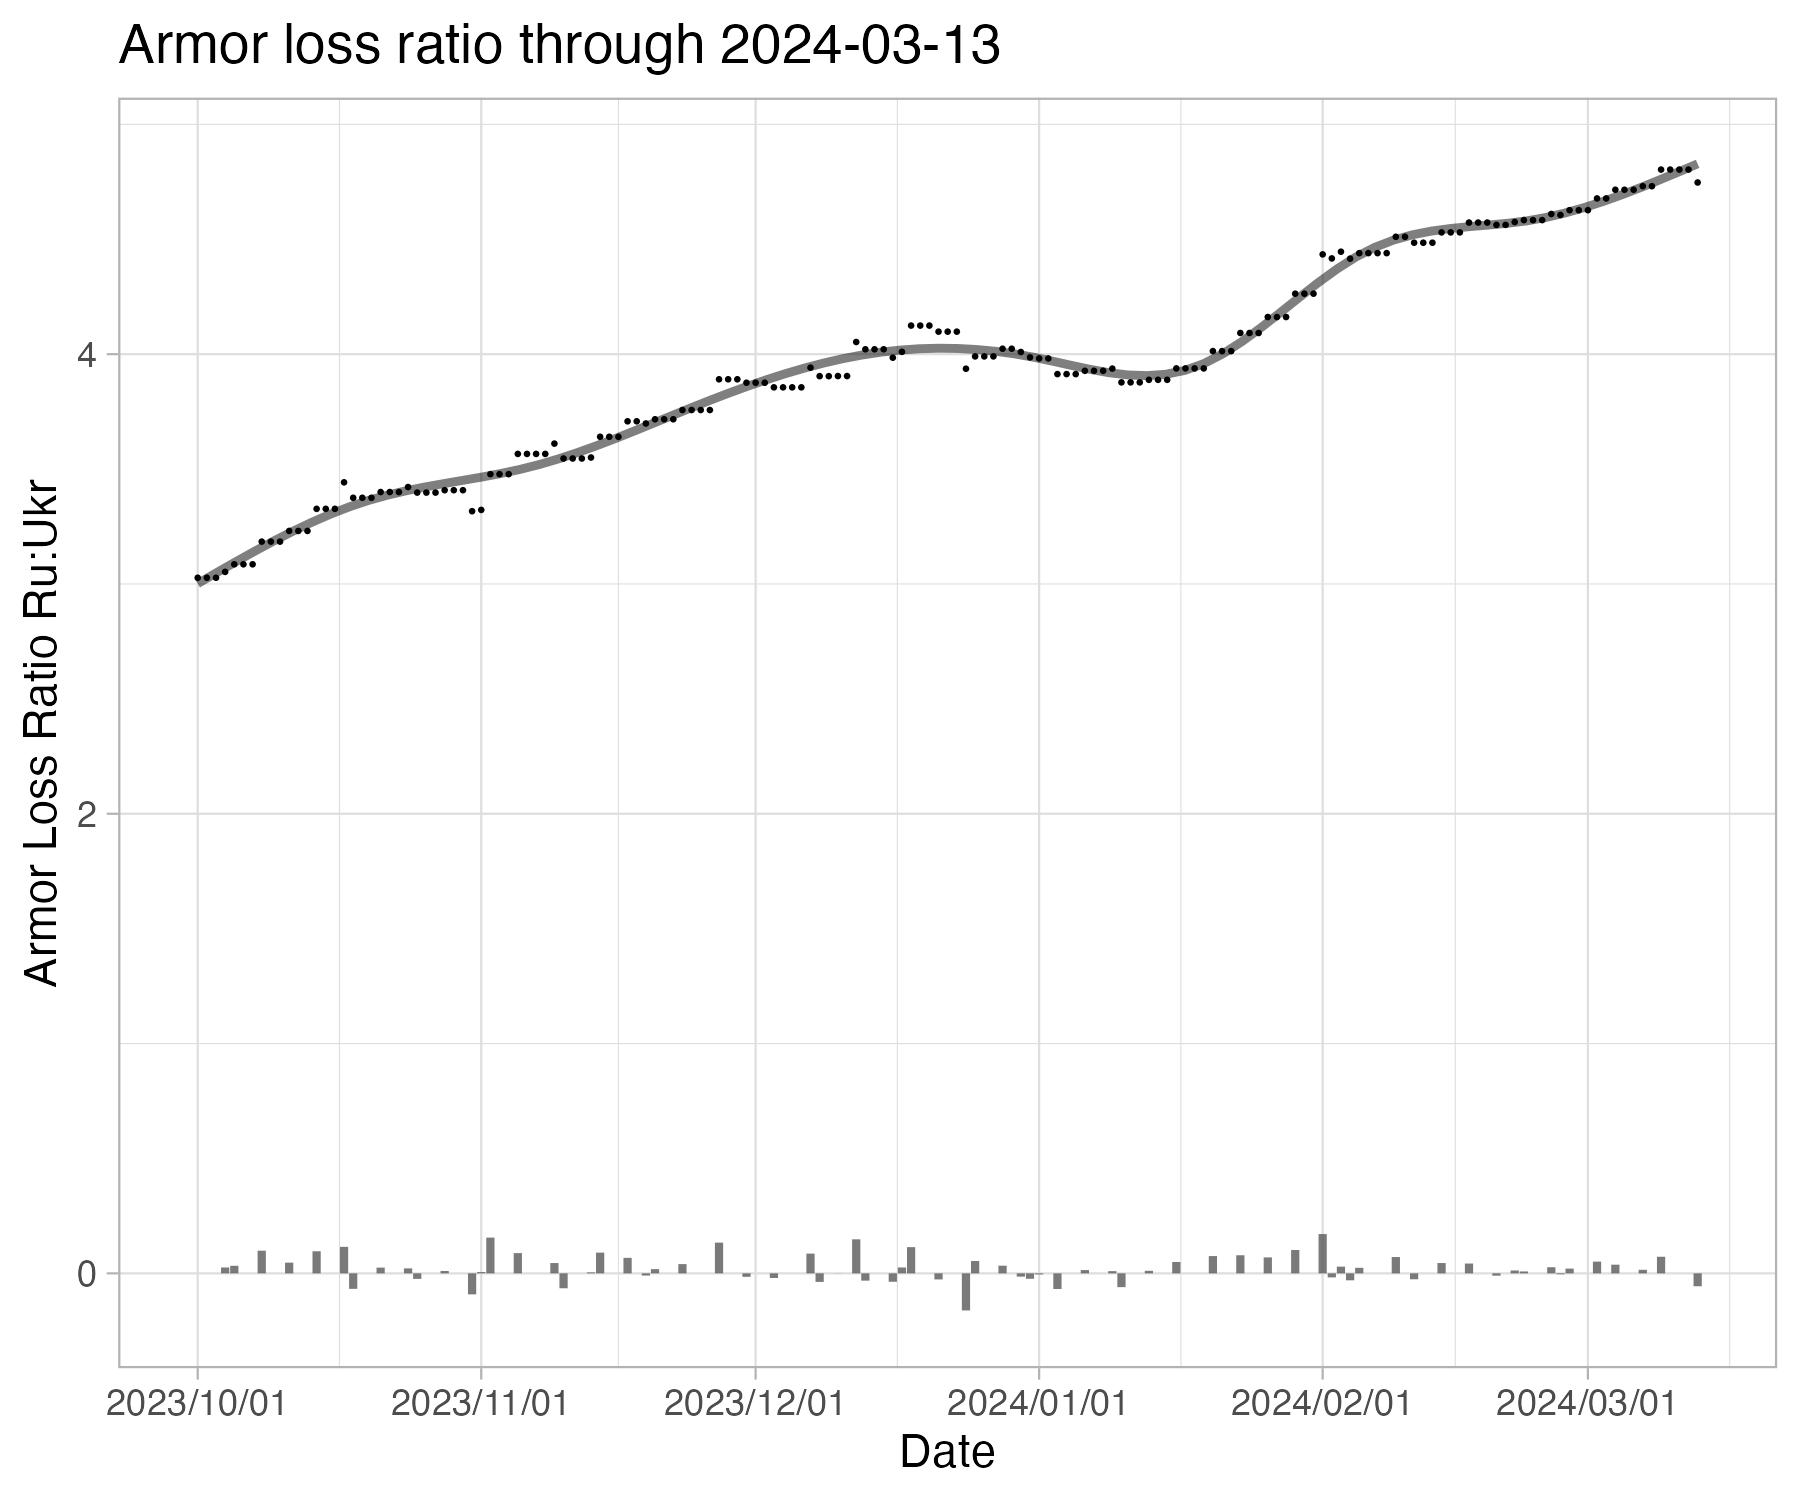 Armor loss ratio through 2024-03-13
Armor Loss Ratio Ru:Ukr
4
2
0
2023/10/01 2023/11/01 2023/12/01 2024/01/01 2024/02/01 2024/03/01
Date